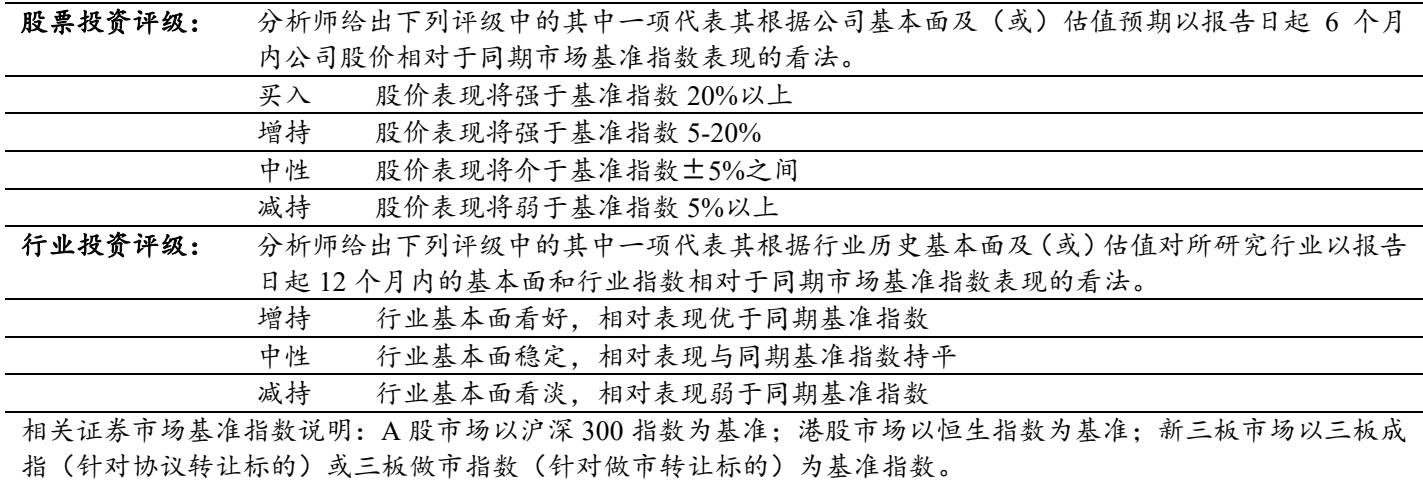 股票投资评级： 分析师给出下列评级中的其中一项代表其根据公司基本面及（或）估值预期以报告日起 6 个月
内公司股价相对于同期市场基准指数表现的看法。
买入 股价表现将强于基准指数 20%以上
增持 股价表现将强于基准指数 5-20%
中性 股价表现将介于基准指数±5%之间
减持 股价表现将弱于基准指数 5%以上
行业投资评级： 分析师给出下列评级中的其中一项代表其根据行业历史基本面及（或）估值对所研究行业以报告
日起 12 个月内的基本面和行业指数相对于同期市场基准指数表现的看法。
增持 行业基本面看好，相对表现优于同期基准指数
中性 行业基本面稳定，相对表现与同期基准指数持平
减持 行业基本面看淡，相对表现弱于同期基准指数
相关证券市场基准指数说明：A 股市场以沪深 300 指数为基准；港股市场以恒生指数为基准；新三板市场以三板成
指（针对协议转让标的）或三板做市指数（针对做市转让标的）为基准指数。